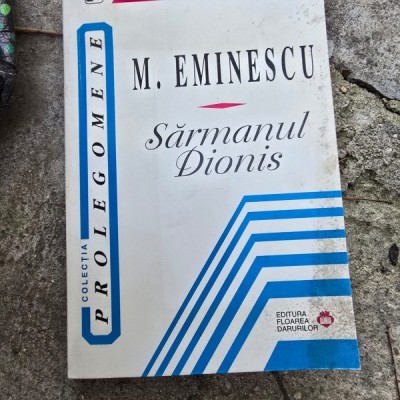 M. EMINESCU
Sărmanul
Dionis
COLECȚIA
PROLEGOMENE
EDITURA
FLOAREA
DARURILOR